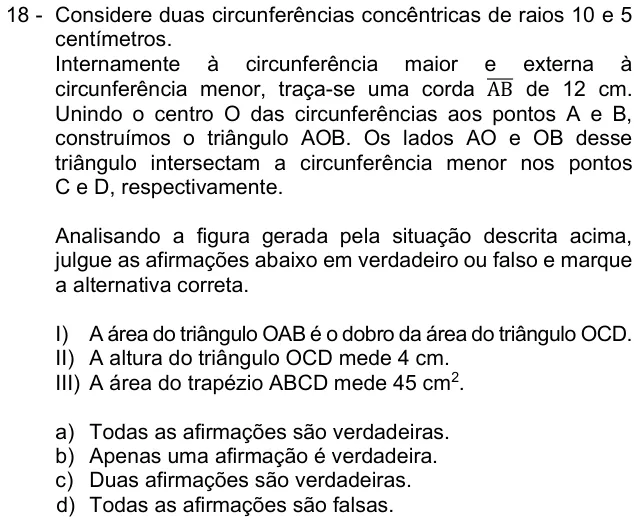 18 - Considere duas circunferências concêntricas de raios 10 e 5
centímetros.
Internamente à circunferência maior e externa à
circunferência menor, traça-se uma corda AB de 12 cm.
Unindo o centro O das circunferências aos pontos A e B,
construímos o triângulo AOB. Os lados AO e OB desse
triângulo intersectam a circunferência menor nos pontos
C e D, respectivamente.
Analisando a figura gerada pela situação descrita acima,
julgue as afirmações abaixo em verdadeiro ou falso e marque
a alternativa correta.
I) A área do triângulo OAB é o dobro da área do triângulo OCD.
II) A altura do triângulo OCD mede 4 cm.
III) A área do trapézio ABCD mede 45 cm².
a) Todas as afirmações são verdadeiras.
b) Apenas uma afirmação é verdadeira.
c) Duas afirmações são verdadeiras.
d) Todas as afirmações são falsas.